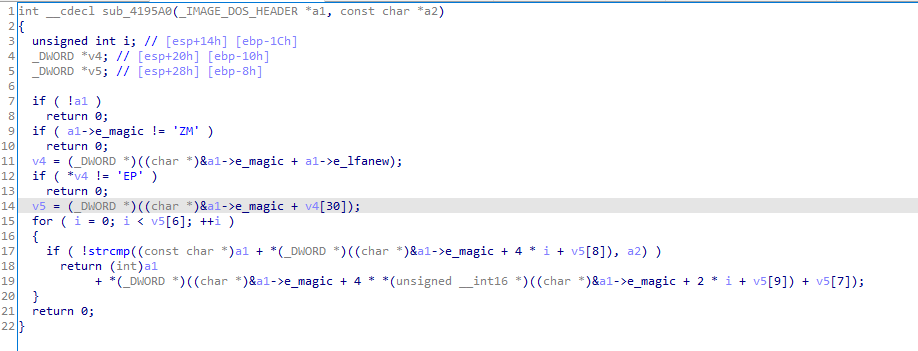 1 int __cdecl sub_4195A0(_IMAGE_DOS_HEADER *a1, const char *a2)
2 {
3   unsigned int i; // [esp+14h] [ebp-1Ch]
4   _DWORD *v4; // [esp+20h] [ebp-10h]
5   _DWORD *v5; // [esp+28h] [ebp-8h]
6
7   if ( !a1 )
8     return 0;
9   if ( a1->e_magic != 'ZM' )
10     return 0;
11   v4 = (_DWORD *)((char *)&a1->e_magic + a1->e_lfanew);
12   if ( *v4 != 'EP' )
13     return 0;
14   v5 = (_DWORD *)((char *)&a1->e_magic + v4[30]);
15   for ( i = 0; i < v5[6]; ++i )
16   {
17     if ( !strcmp((const char *)a1 + *(_DWORD *)((char *)&a1->e_magic + 4 * i + v5[8]), a2) )
18       return (int)a1
19            + *(_DWORD *)((char *)&a1->e_magic + 4 * *(unsigned __int16 *)((char *)&a1->e_magic + 2 * i + v5[9]) + v5[7]);
20   }
21   return 0;
22 }